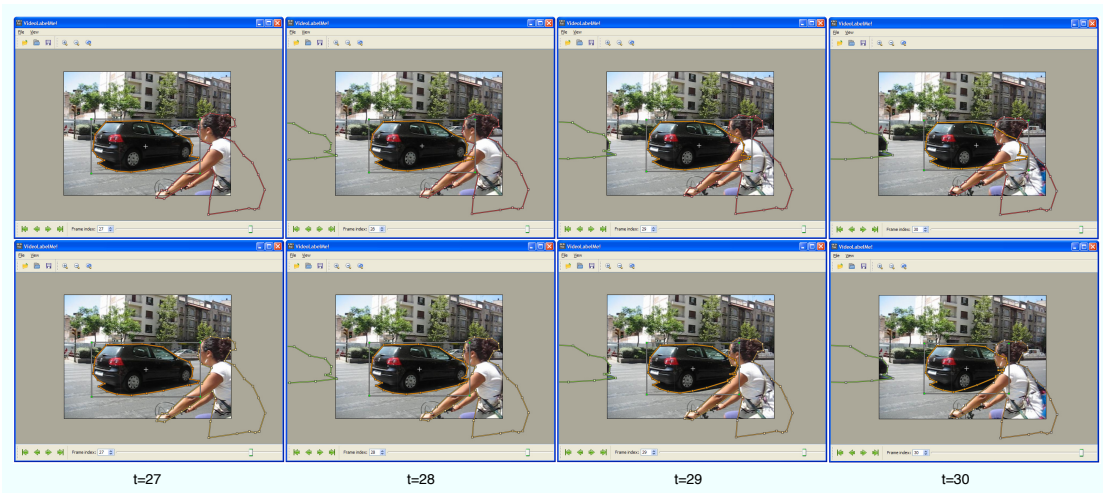 VideoLabelMe!
VideoLabelMe!
VideoLabelMe!
VideoLabelMe!
File View
File View
File View
File View
Frame index: 27
Frame index: 28
Frame index: 29
Frame index: 30
VideoLabelMe!
VideoLabelMe!
VideoLabelMe!
VideoLabelMe!
File View
File View
File View
File View
Frame index: 27
Frame index: 28
Frame index: 29
Frame index: 30
t=27
t=28
t=29
t=30